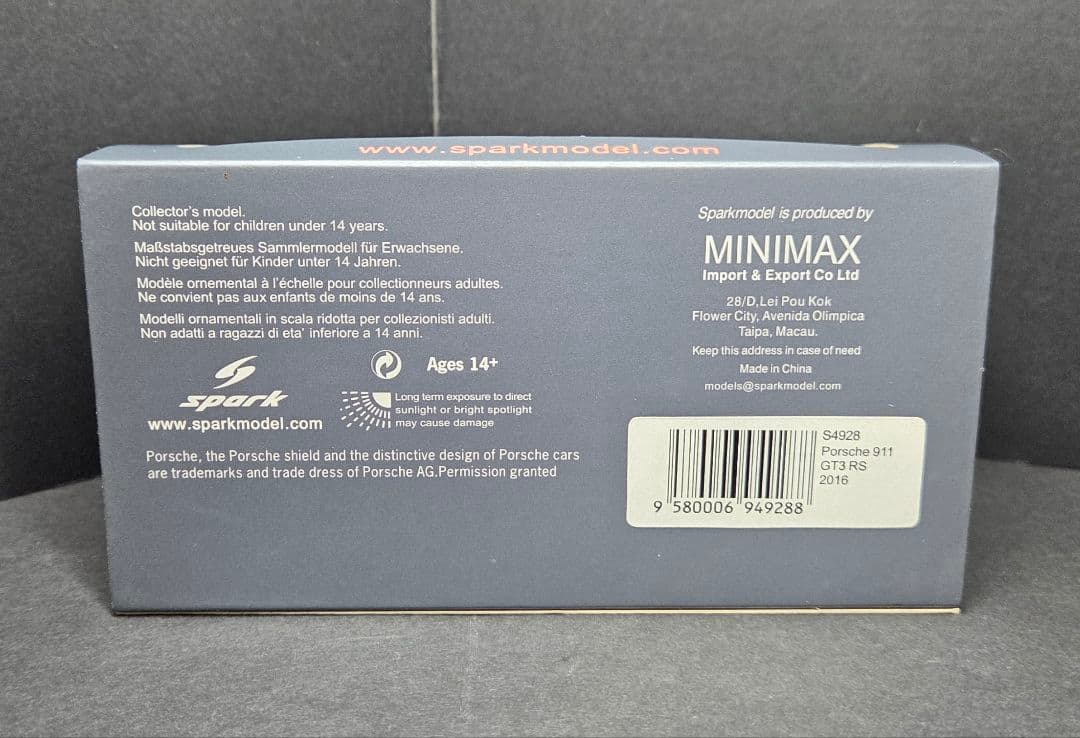 www.sparkmodel.com
Collector's model.
Not suitable for children under 14 years.
Maßstabsgetreues Sammlermodell für Erwachsene.
Nicht geeignet für Kinder unter 14 Jahren.
Modèle ornemental à l'échelle pour collectionneurs adultes.
Ne convient pas aux enfants de moins de 14 ans.
Modelli ornamentali in scala ridotta per collezionisti adulti.
Non adatti a ragazzi di eta' inferiore a 14 anni.
Ages 14+
spark
www.sparkmodel.com
Long term exposure to direct
sunlight or bright spotlight
may cause damage
Porsche, the Porsche shield and the distinctive design of Porsche cars
are trademarks and trade dress of Porsche AG.Permission granted
Sparkmodel is produced by
MINIMAX
Import & Export Co Ltd
28/D,Lei Pou Kok
Flower City, Avenida Olimpica
Taipa, Macau.
Keep this address in case of need
Made in China
models@sparkmodel.com
S4928
Porsche 911
GT3 RS
2016
9 580006 949288